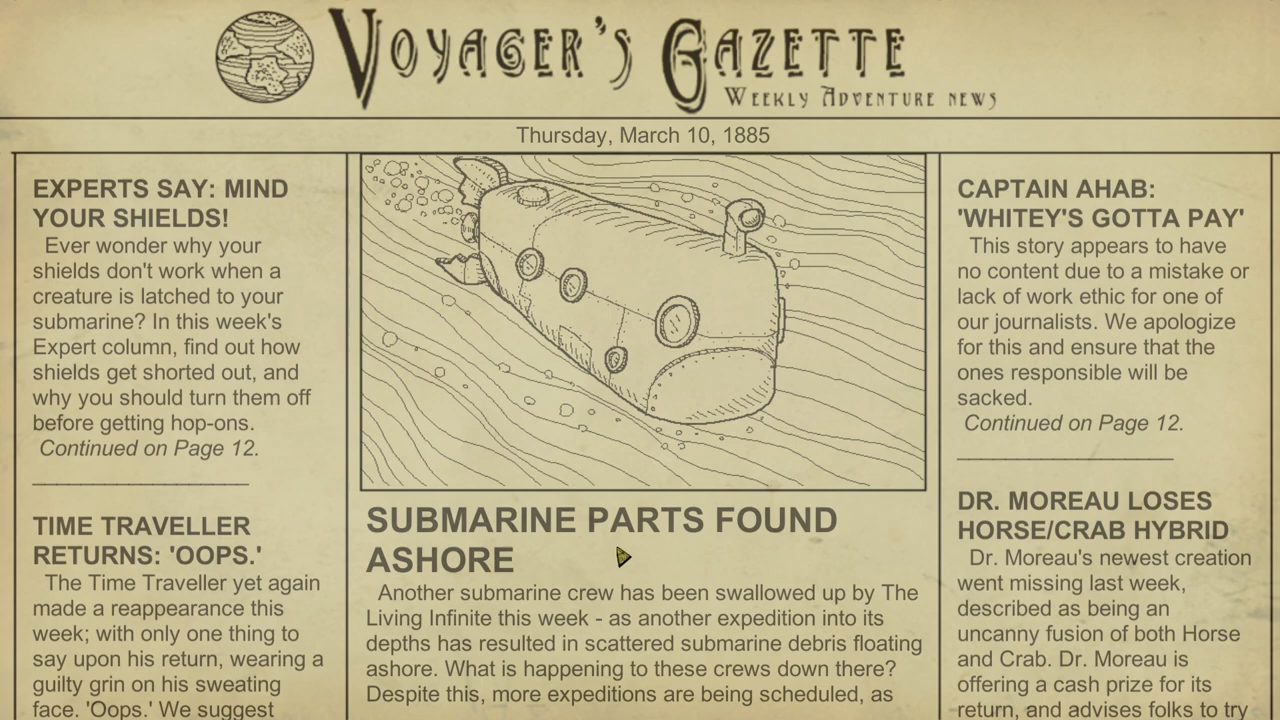 Voyager's Gazette
Weekly Adventure news
Thursday, March 10, 1885
EXPERTS SAY: MIND
YOUR SHIELDS!
Ever wonder why your
shields don't work when a
creature is latched to your
submarine? In this week's
Expert column, find out how
shields get shorted out, and
why you should turn them off
before getting hop-ons.
Continued on Page 12.
TIME TRAVELLER
RETURNS: 'OOPS.'
The Time Traveller yet again
made a reappearance this
week; with only one thing to
say upon his return, wearing a
guilty grin on his sweating
face. 'Oops.' We suggest
SUBMARINE PARTS FOUND
ASHORE
Another submarine crew has been swallowed up by The
Living Infinite this week - as another expedition into its
depths has resulted in scattered submarine debris floating
ashore. What is happening to these crews down there?
Despite this, more expeditions are being scheduled, as
CAPTAIN AHAB:
'WHITEY'S GOTTA PAY'
This story appears to have
no content due to a mistake or
lack of work ethic for one of
our journalists. We apologize
for this and ensure that the
ones responsible will be
sacked.
Continued on Page 12.
DR. MOREAU LOSES
HORSE/CRAB HYBRID
Dr. Moreau's newest creation
went missing last week,
described as being an
uncanny fusion of both Horse
and Crab. Dr. Moreau is
offering a cash prize for its
return, and advises folks to try